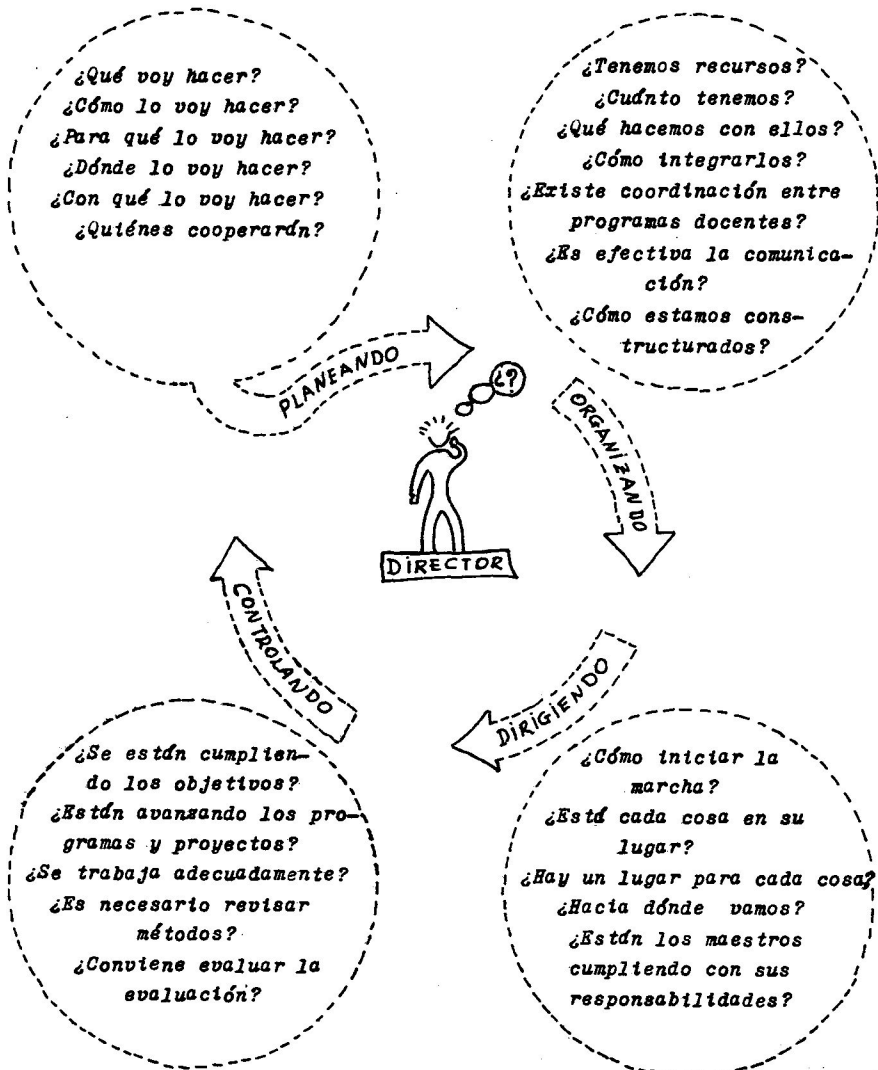 ¿Qué voy hacer?
¿Cómo lo voy hacer?
¿Para qué lo voy hacer?
¿Dónde lo voy hacer?
¿Con qué lo voy hacer?
¿Quiénes cooperarán?
PLANEANDO
¿Tenemos recursos?
¿Cuánto tenemos?
¿Qué hacemos con ellos?
¿Cómo integrarlos?
¿Existe coordinación entre
programas docentes?
¿Es efectiva la comunica-
ción?
¿Cómo estamos cons-
tructurados?
ORGANIZANDO
¿?
DIRECTOR
DIRIGIENDO
¿Cómo iniciar la
marcha?
¿Está cada cosa en su
lugar?
¿Hay un lugar para cada cosa?
¿Hacia dónde vamos?
¿Están los maestros
cumpliendo con sus
responsabilidades?
CONTROLANDO
¿Se están cumplien-
do los objetivos?
¿Están avanzando los pro-
gramas y proyectos?
¿Se trabaja adecuadamente?
¿Es necesario revisar
métodos?
¿Conviene evaluar la
evaluación?